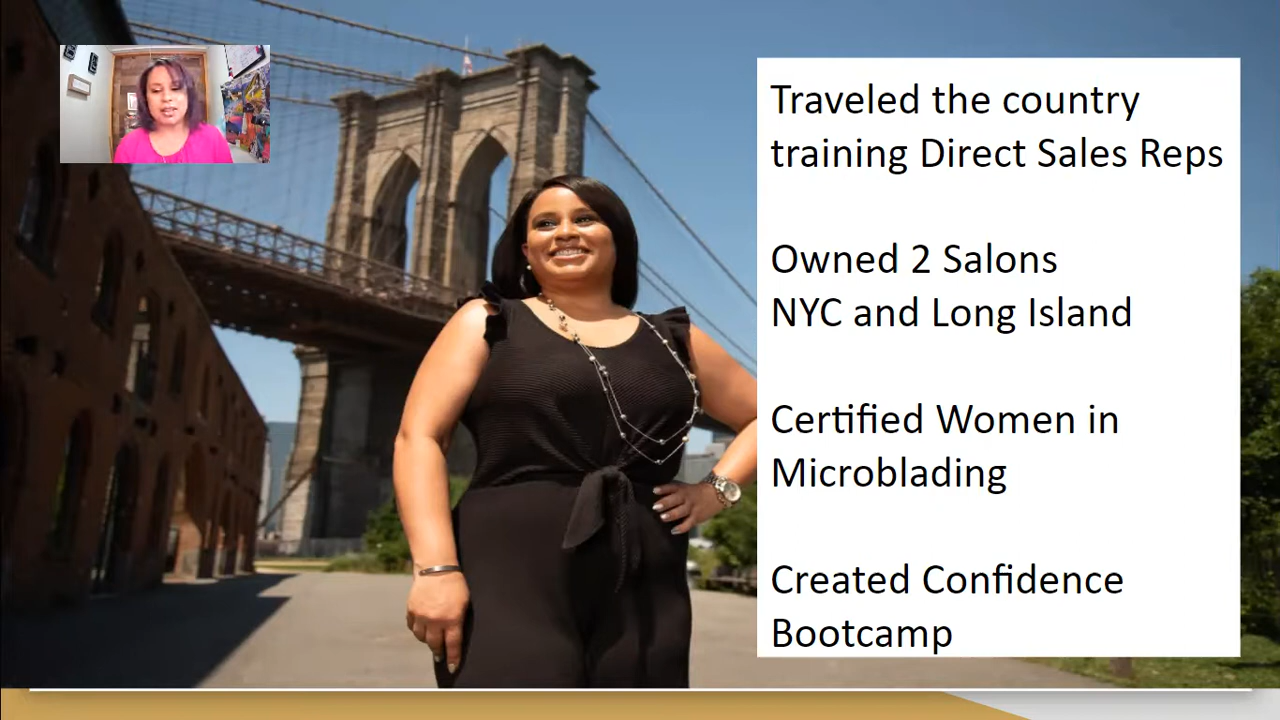 Traveled the country
training Direct Sales Reps
Owned 2 Salons
NYC and Long Island
Certified Women in
Microblading
Created Confidence
Bootcamp